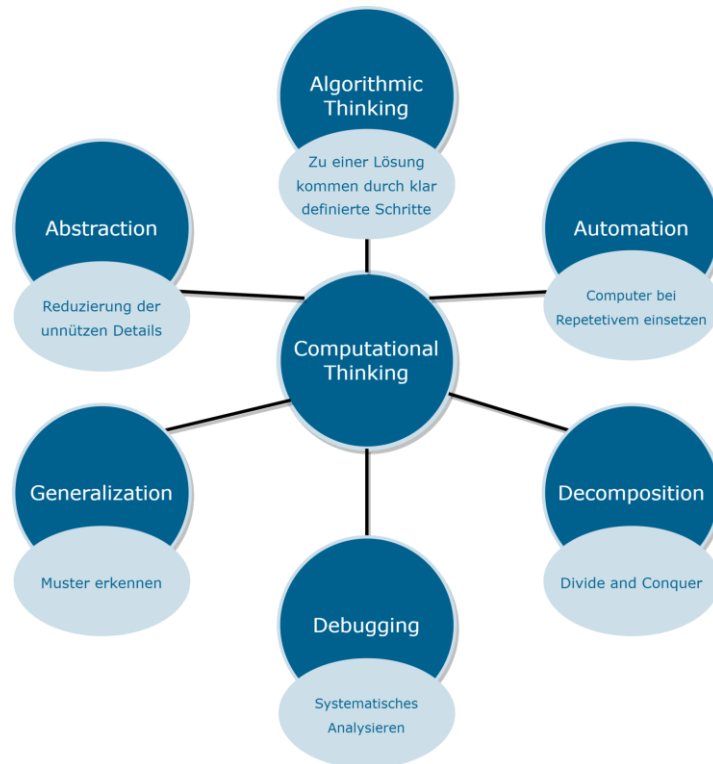 Algorithmic
Thinking
Zu einer Lösung
kommen durch klar
definierte Schritte
Abstraction
Reduzierung der
unnützen Details
Automation
Computer bei
Repetetivem einsetzen
Computational
Thinking
Generalization
Muster erkennen
Decomposition
Divide and Conquer
Debugging
Systematisches
Analysieren